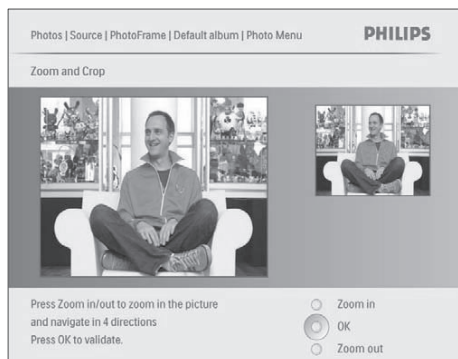 Photos | Source | PhotoFrame | Default album | Photo Menu
PHILIPS
Zoom and Crop
Press Zoom in/out to zoom in the picture
and navigate in 4 directions
Press OK to validate.
Zoom in
OK
Zoom out